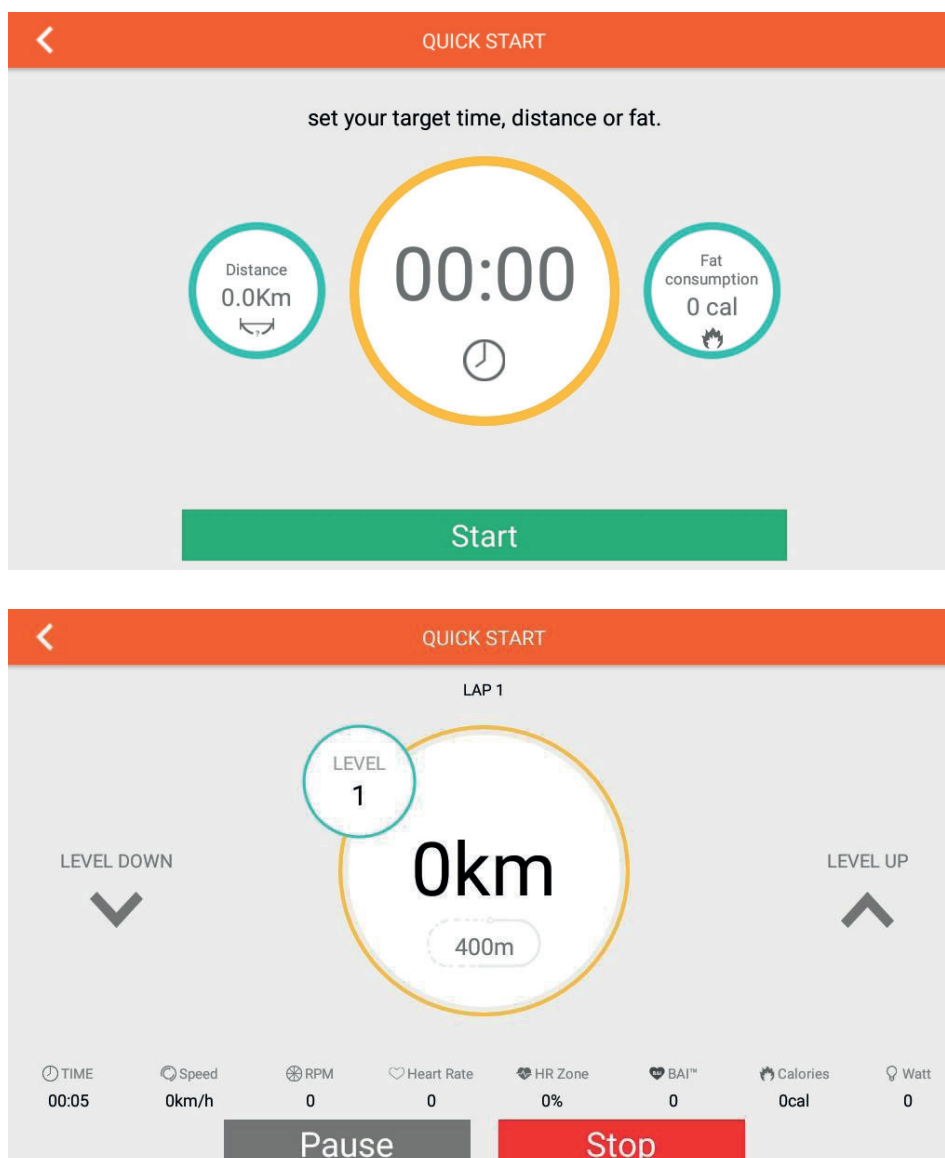 QUICK START
set your target time, distance or fat.
Distance
0.0Km
?
00:00
Fat
consumption
0 cal
Start
QUICK START
LAP 1
LEVEL
1
LEVEL DOWN
0km
400m
LEVEL UP
TIME Speed RPM Heart Rate HR Zone BAI™ Calories Watt
00:05 0km/h 0 0 0% 0 0cal 0
Pause Stop